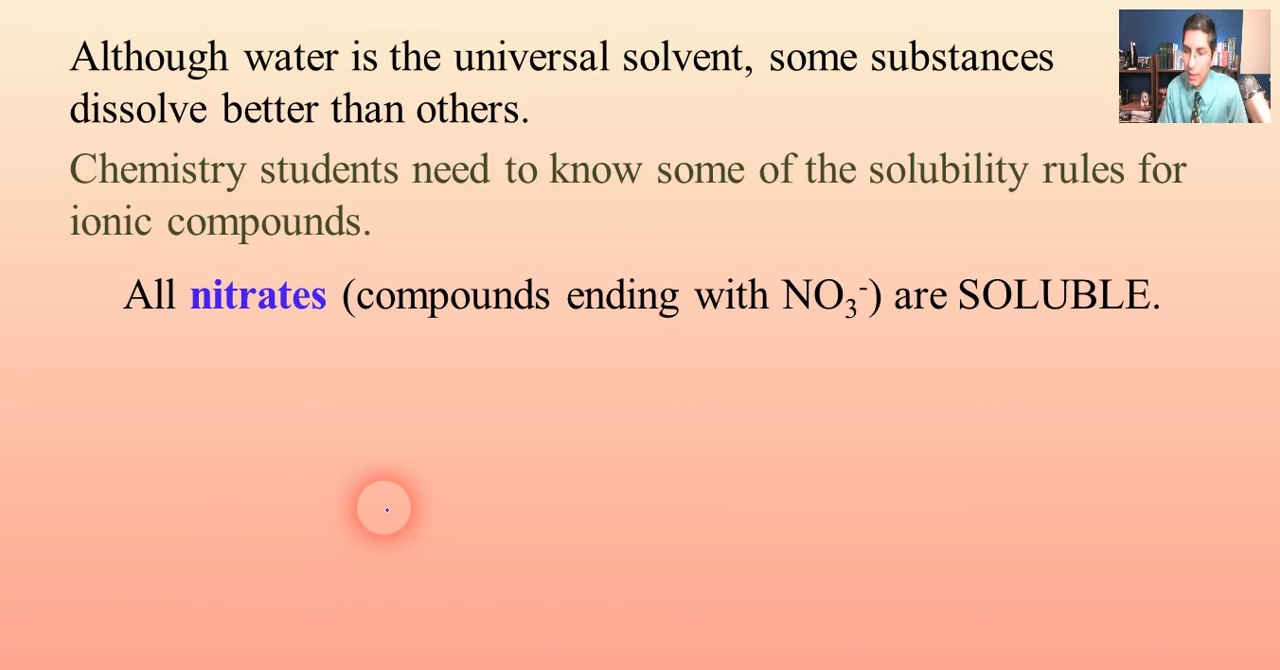 Although water is the universal solvent, some substances
dissolve better than others.
Chemistry students need to know some of the solubility rules for
ionic compounds.
All nitrates (compounds ending with NO₃⁻) are SOLUBLE.